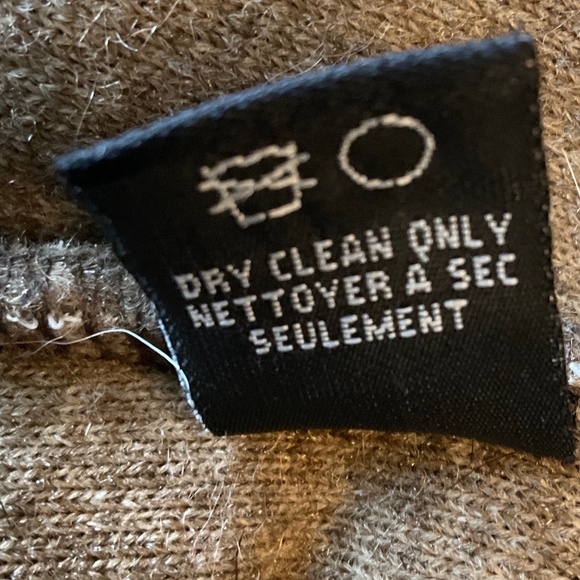 DRY CLEAN ONLY
NETTOYER A SEC
SEULEMENT